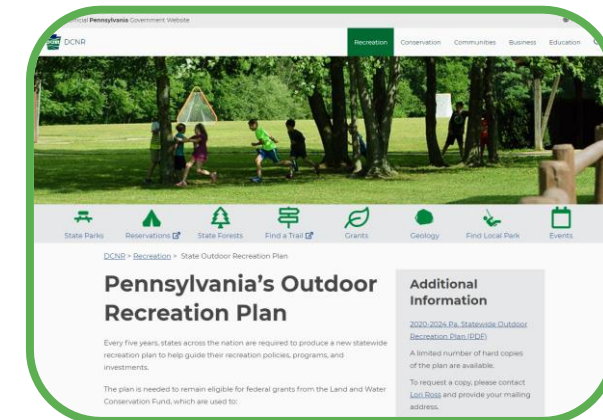 Official Pennsylvania Government Website
DCNR
Recreation Conservation Communities Business Education
State Parks Reservations State Forests Find a Trail Grants Geology Find Local Park Events
DCNR > Recreation > State Outdoor Recreation Plan
Pennsylvania's Outdoor
Recreation Plan
Every five years, states across the nation are required to produce a new statewide
recreation plan to help guide their recreation policies, programs, and
investments.
The plan is needed to remain eligible for federal grants from the Land and Water
Conservation Fund, which are used to:
Additional
Information
2020-2024 Pa. Statewide Outdoor
Recreation Plan (PDF)
A limited number of hard copies
of the plan are available.
To request a copy, please contact
Lori Ross and provide your mailing
address.